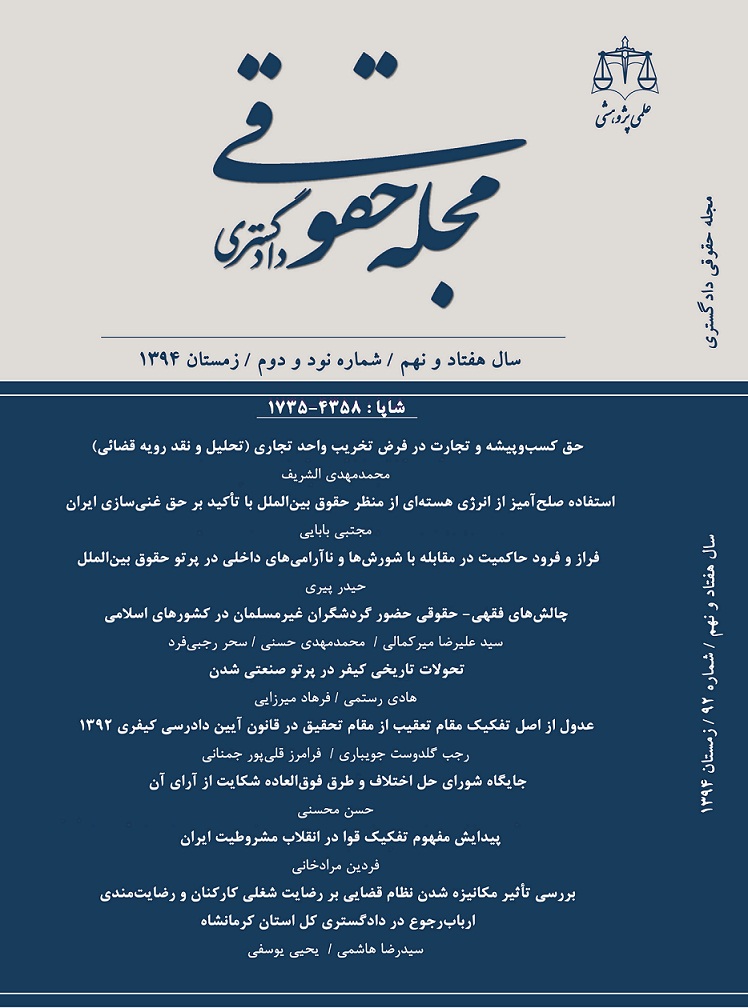 علمی پژوهشی
مجله حقوقی
دادگستری
سال هفتاد و نهم / شماره نود و دوم / زمستان ۱۳۹۴
شاپا : ۴۳۵۸-۱۷۳۵
حق کسب‌وپیشه و تجارت در فرض تخریب واحد تجاری (تحلیل و نقد رویه قضائی)
محمدمهدی الشریف
استفاده صلح‌آمیز از انرژی هسته‌ای از منظر حقوق بین‌الملل با تأکید بر حق غنی‌سازی ایران
مجتبی بابایی
فراز و فرود حاکمیت در مقابله با شورش‌ها و ناآرامی‌های داخلی در پرتو حقوق بین‌الملل
حیدر پیری
چالش‌های فقهی- حقوقی حضور گردشگران غیرمسلمان در کشورهای اسلامی
سید علیرضا میرکمالی / محمدمهدی حسنی / سحر رجبی‌فرد
تحولات تاریخی کیفر در پرتو صنعتی شدن
هادی رستمی / فرهاد میرزایی
عدول از اصل تفکیک مقام تعقیب از مقام تحقیق در قانون آیین دادرسی کیفری ۱۳۹۲
رجب گلدوست جویباری / فرامرز قلی‌پور جمنانی
جایگاه شورای حل اختلاف و طرق فوق‌العاده شکایت از آرای آن
حسن محسنی
پیدایش مفهوم تفکیک قوا در انقلاب مشروطیت ایران
فردین مرادخانی
بررسی تأثیر مکانیزه شدن نظام قضایی بر رضایت شغلی کارکنان و رضایت‌مندی
ارباب‌رجوع در دادگستری کل استان کرمانشاه
سیدرضا هاشمی / یحیی یوسفی
مجله حقوقی دادگستری
سال هفتاد و نهم / شماره ۹۲ / زمستان ۱۳۹۴